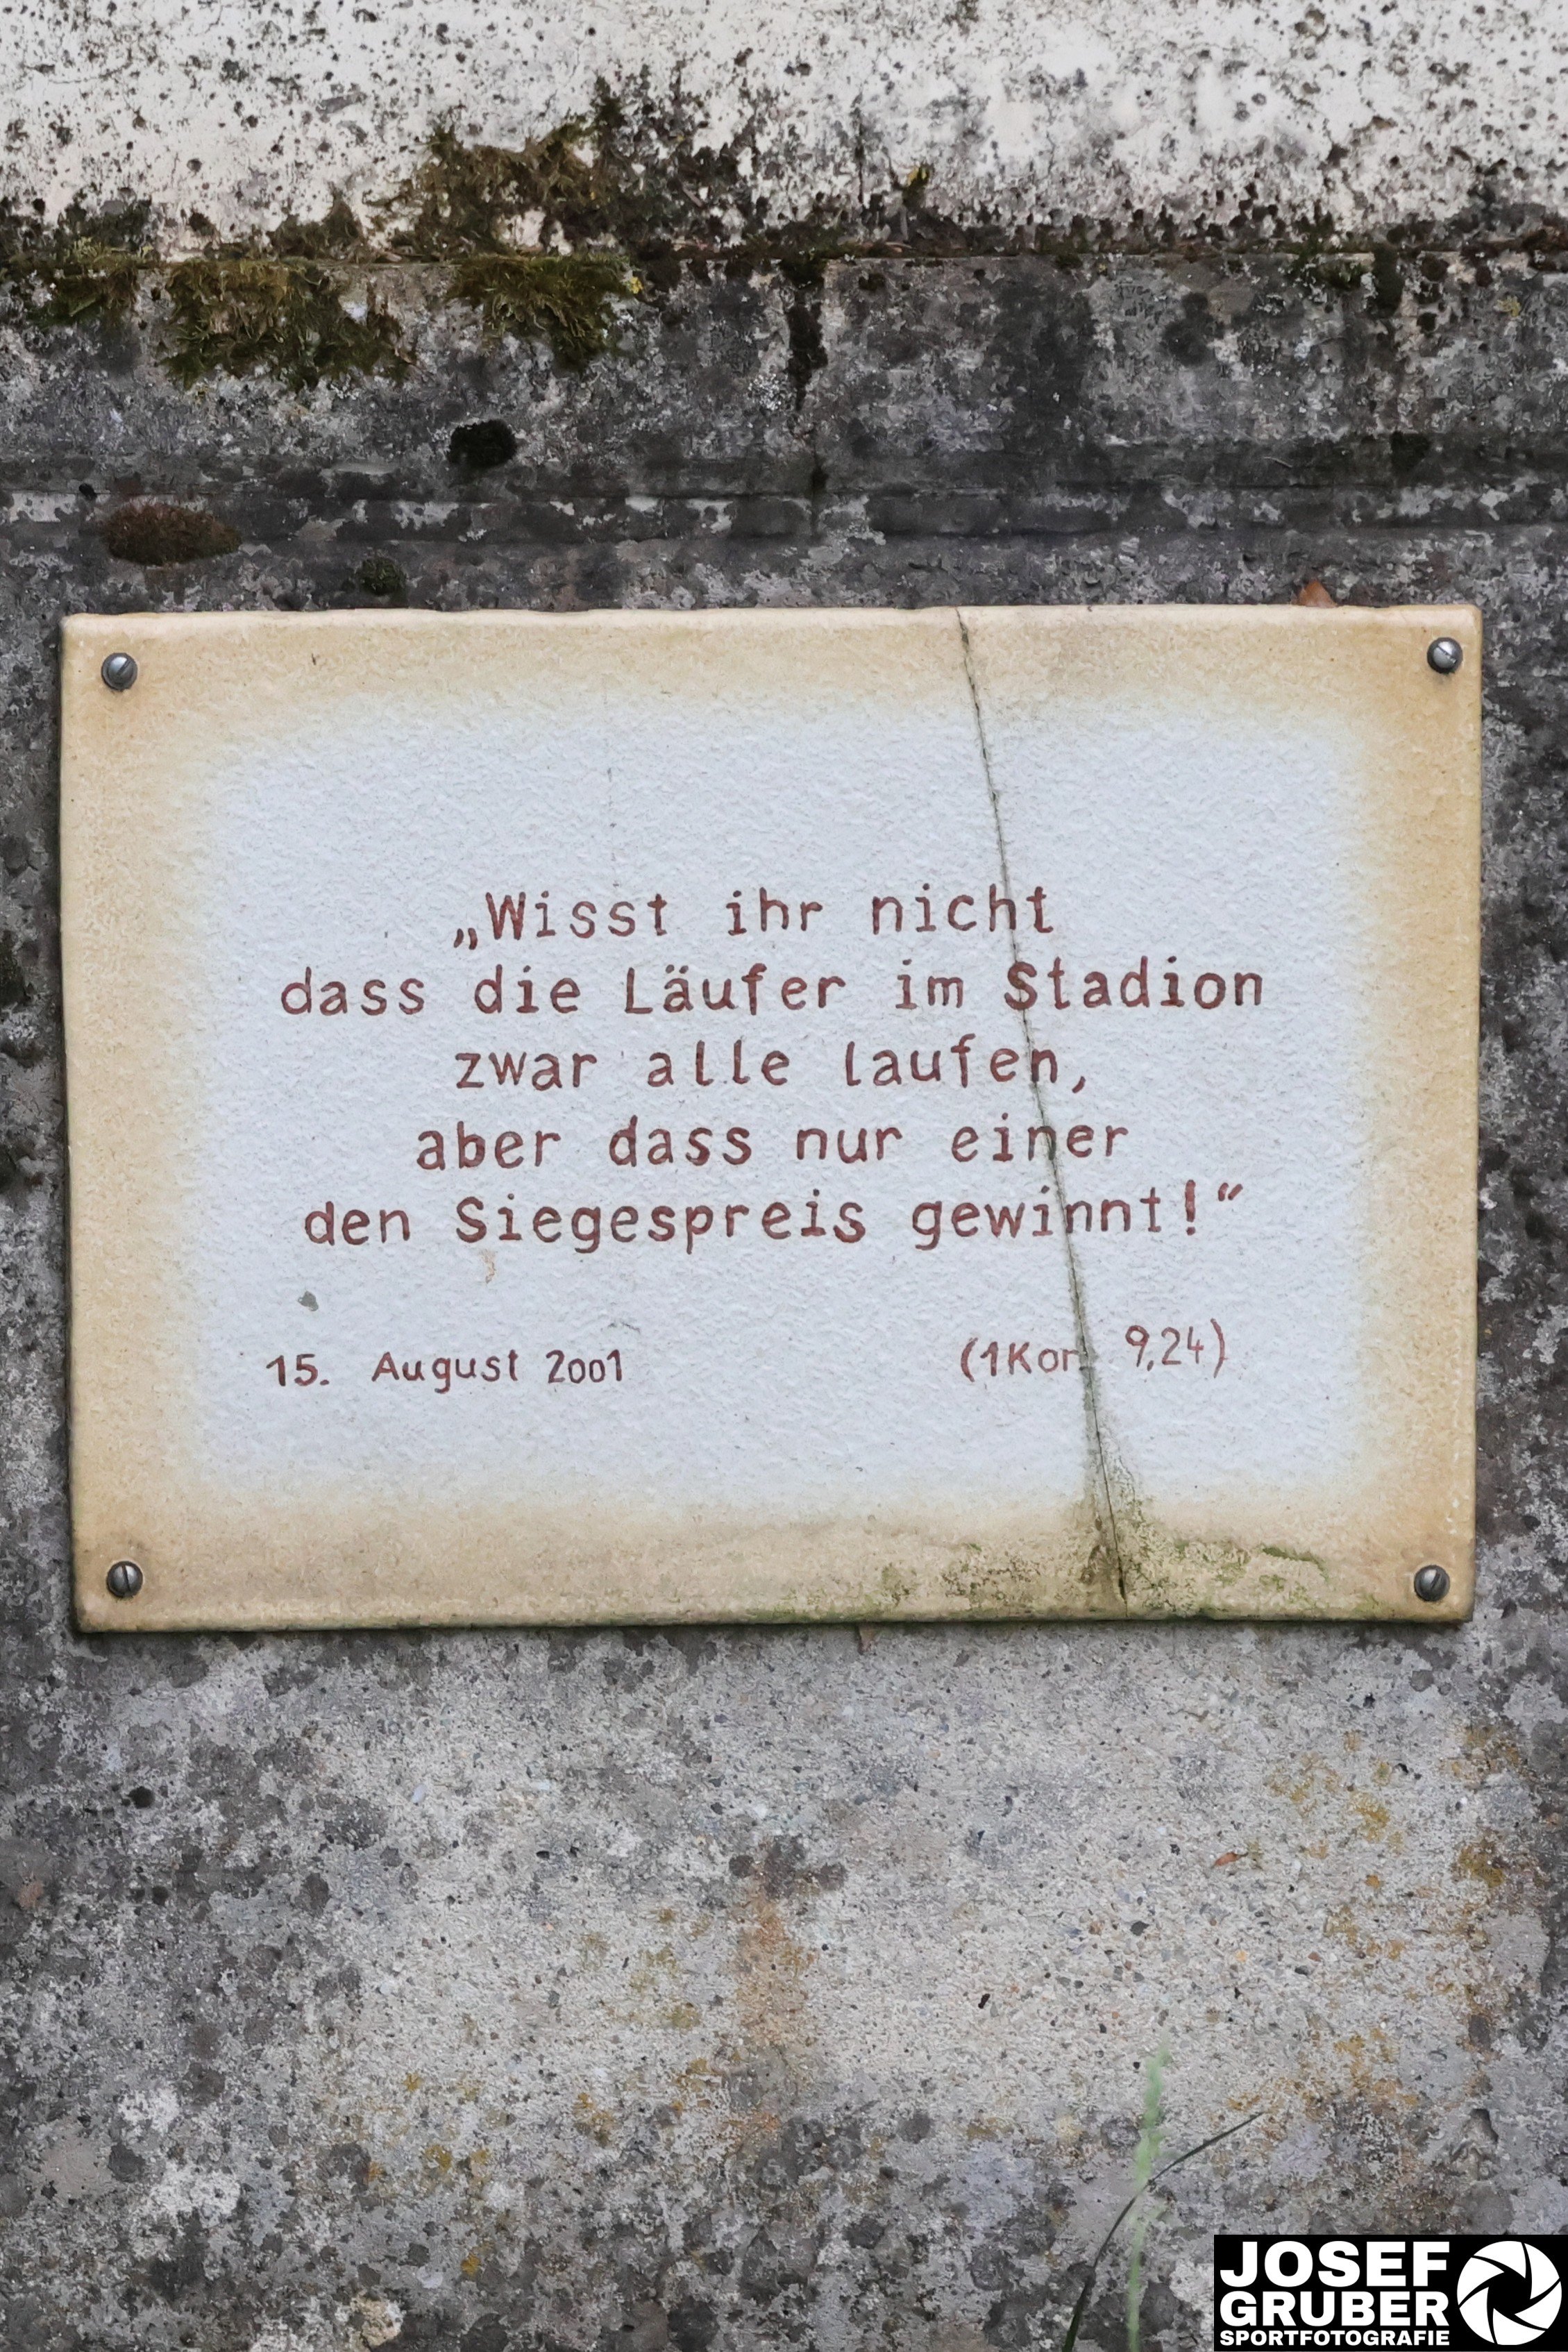 „Wisst ihr nicht
dass die Läufer im Stadion
zwar alle laufen,
aber dass nur einer
den Siegespreis gewinnt!“
15. August 2001 (1Kor. 9,24)
JOSEF
GRUBER
SPORTFOTOGRAFIE